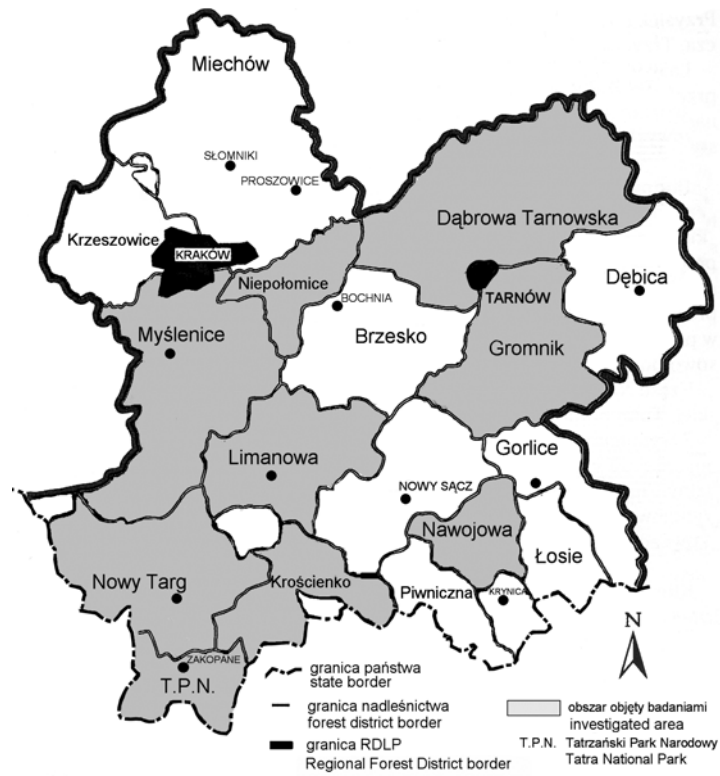 Miechów
SŁOMNIKI
PROSZOWICE
Dąbrowa Tarnowska
Krzeszowice
KRAKÓW
Niepołomice
Dębica
TARNÓW
BOCHNIA
Myślenice
Brzesko
Gromnik
Limanowa
Gorlice
NOWY SĄCZ
Nawojowa
Łosie
Nowy Targ
Krościenko
Piwniczna
KRYNICA
ZAKOPANE
T.P.N.
N
granica państwa
state border
granica nadleśnictwa
forest district border
granica RDLP
Regional Forest District border
obszar objęty badaniami
investigated area
T.P.N. Tatrzański Park Narodowy
Tatra National Park